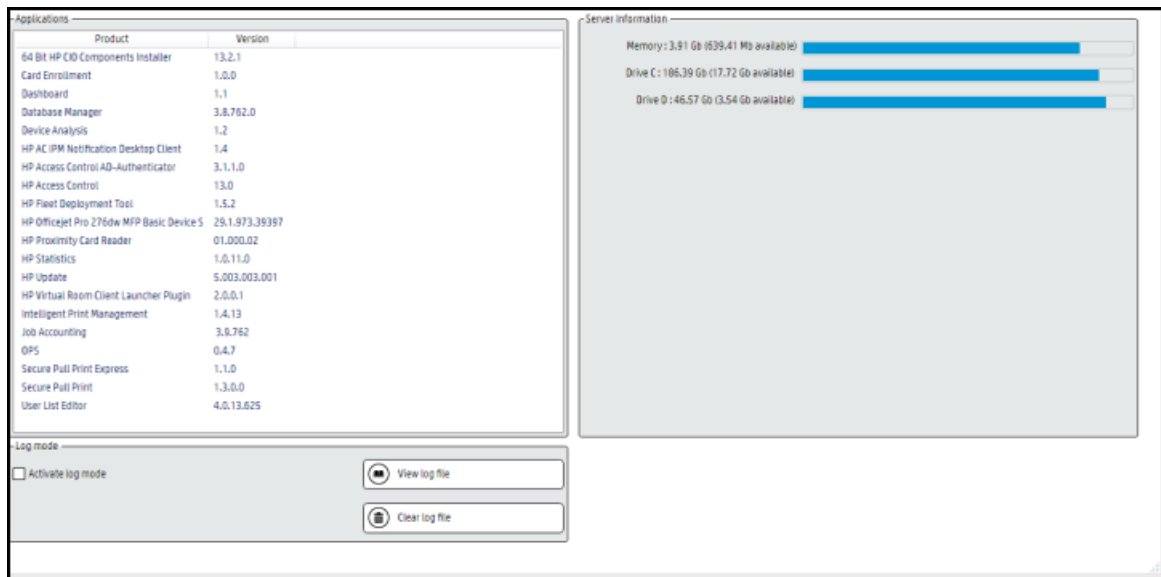 Applications
Product Version
64 Bit HP CIO Components Installer 13.2.1
Card Enrollment 1.0.0
Dashboard 1.1
Database Manager 3.8.762.0
Device Analysis 1.2
HP AC IPM Notification Desktop Client 1.4
HP Access Control AD-Authenticator 3.1.1.0
HP Access Control 13.0
HP Fleet Deployment Tool 1.5.2
HP Officejet Pro 276dw MFP Basic Device S 29.1.973.39397
HP Proximity Card Reader 01.000.02
HP Statistics 1.0.11.0
HP Update 5.003.003.001
HP Virtual Room Client Launcher Plugin 2.0.0.1
Intelligent Print Management 1.4.13
Job Accounting 3.9.762
OPS 0.4.7
Secure Pull Print Express 1.1.0
Secure Pull Print 1.3.0.0
User List Editor 4.0.13.625
Server information
Memory : 3.91 Gb (639.41 Mb available)
Drive C : 186.39 Gb (17.72 Gb available)
Drive D : 46.57 Gb (3.54 Gb available)
Log mode
Activate log mode
View log file
Clear log file